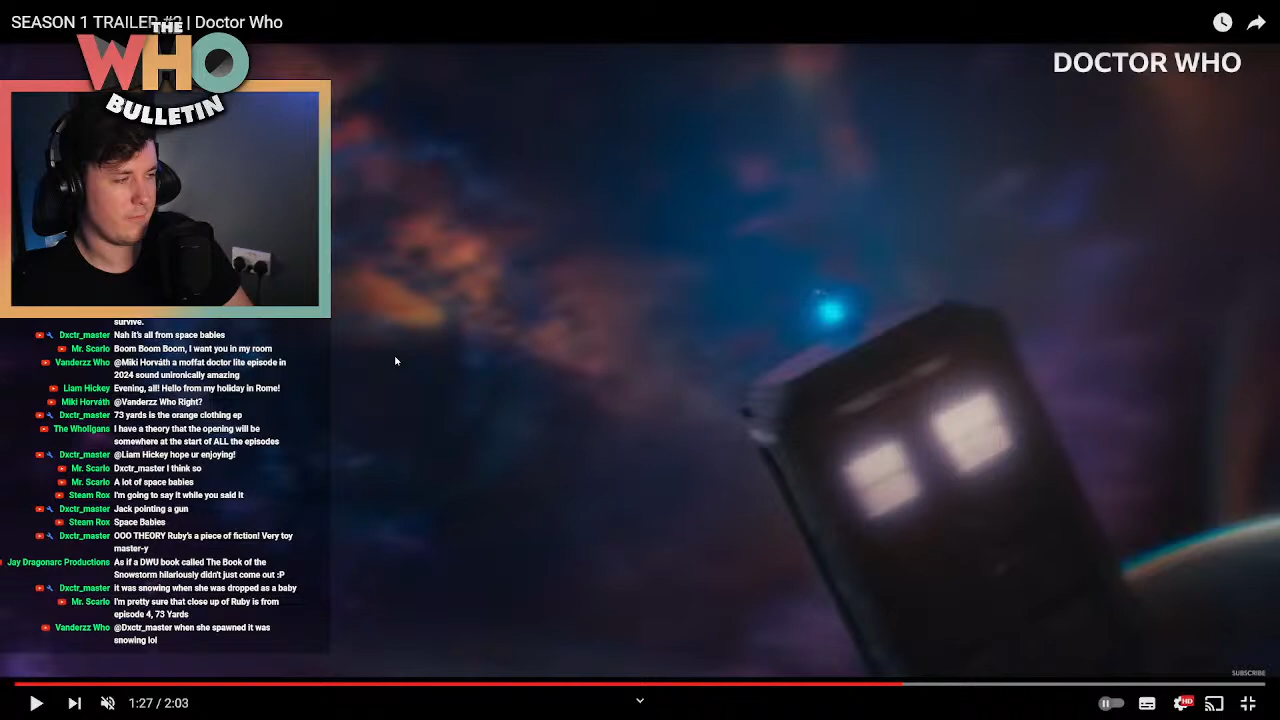 SEASON 1 TRAILER #2 | Doctor Who
THE
WHO
BULLETIN
DOCTOR WHO
survive.
Dxctr_master Nah It's all from space babies
Mr. Scarlo Boom Boom Boom, I want you in my room
Vanderzz Who @Miki Horváth a moffat doctor lite episode in
2024 sound unironically amazing
Liam Hickey Evening, all! Hello from my holiday in Rome!
Miki Horváth @Vanderzz Who Right?
Dxctr_master 73 yards is the orange clothing ep
The Wholigans I have a theory that the opening will be
somewhere at the start of ALL the episodes
Dxctr_master @Liam Hickey hope ur enjoying!
Mr. Scarlo Dxctr_master I think so
Mr. Scarlo A lot of space babies
Steam Rox I'm going to say it while you said it
Dxctr_master Jack pointing a gun
Steam Rox Space Babies
Dxctr_master OOO THEORY Ruby's a piece of fiction! Very toy
master-y
Jay Dragonarc Productions As if a DWU book called The Book of the
Snowstorm hilariously didn't just come out :P
Dxctr_master it was snowing when she was dropped as a baby
Mr. Scarlo I'm pretty sure that close up of Ruby is from
episode 4, 73 Yards
Vanderzz Who @Dxctr_master when she spawned it was
snowing lol
SUBSCRIBE
1:27 / 2:03
HD